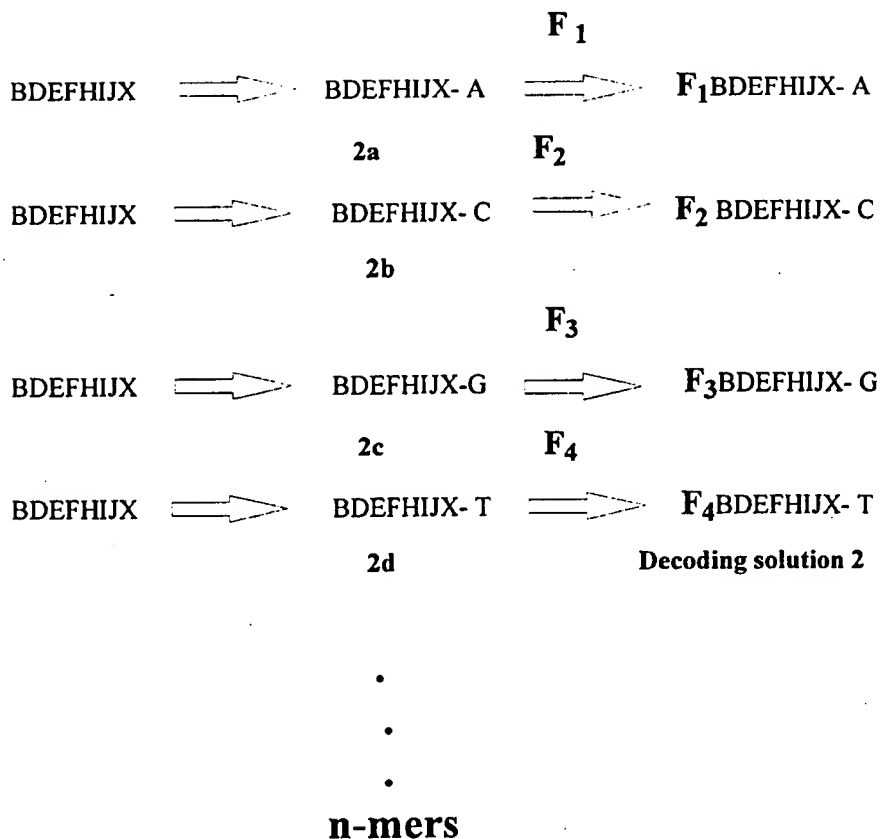 F1
BDEFHIJX BDEFHIJX- A F1BDEFHIJX- A
2a F2
BDEFHIJX BDEFHIJX- C F2 BDEFHIJX- C
2b
F3
BDEFHIJX BDEFHIJX-G F3BDEFHIJX- G
2c F4
BDEFHIJX BDEFHIJX- T F4BDEFHIJX- T
2d Decoding solution 2
n-mers